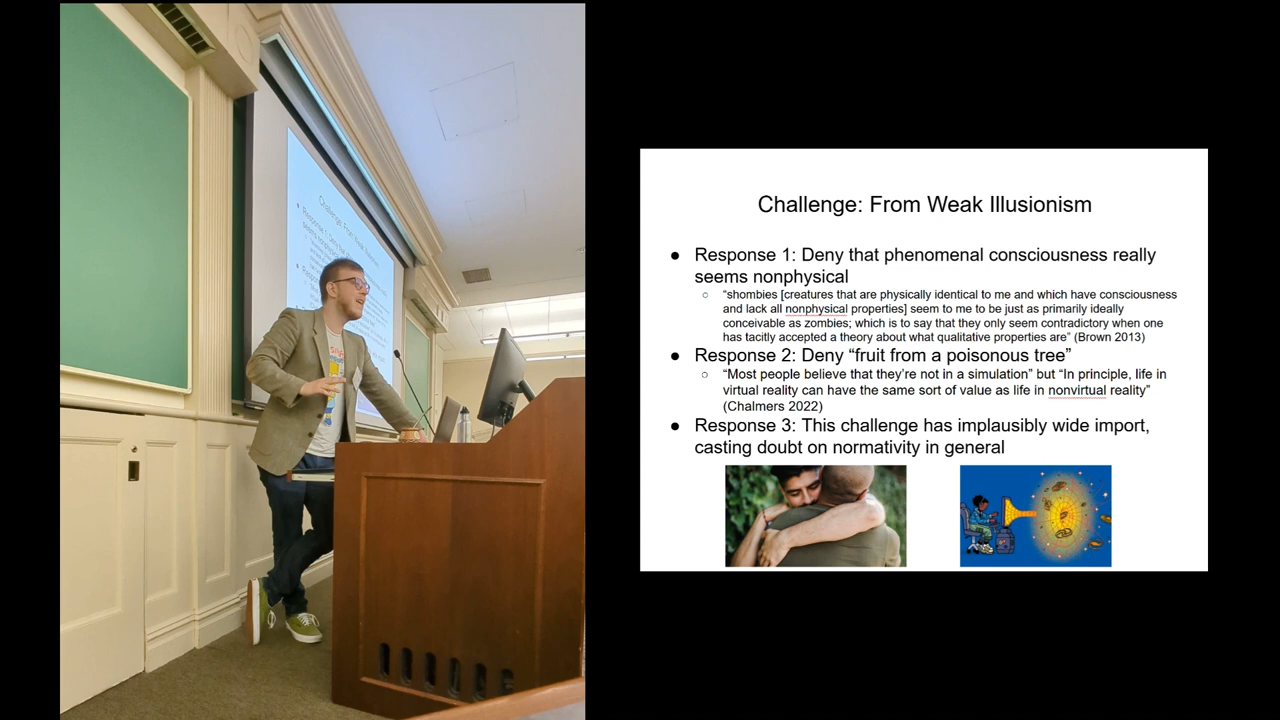 Challenge: From Weak Illusionism
● Response 1: Deny that phenomenal consciousness really
seems nonphysical
○ “shombies [creatures that are physically identical to me and which have consciousness
and lack all nonphysical properties] seem to me to be just as primarily ideally
conceivable as zombies; which is to say that they only seem contradictory when one
has tacitly accepted a theory about what qualitative properties are” (Brown 2013)
● Response 2: Deny “fruit from a poisonous tree”
○ “Most people believe that they’re not in a simulation” but “In principle, life in
virtual reality can have the same sort of value as life in nonvirtual reality”
(Chalmers 2022)
● Response 3: This challenge has implausibly wide import,
casting doubt on normativity in general